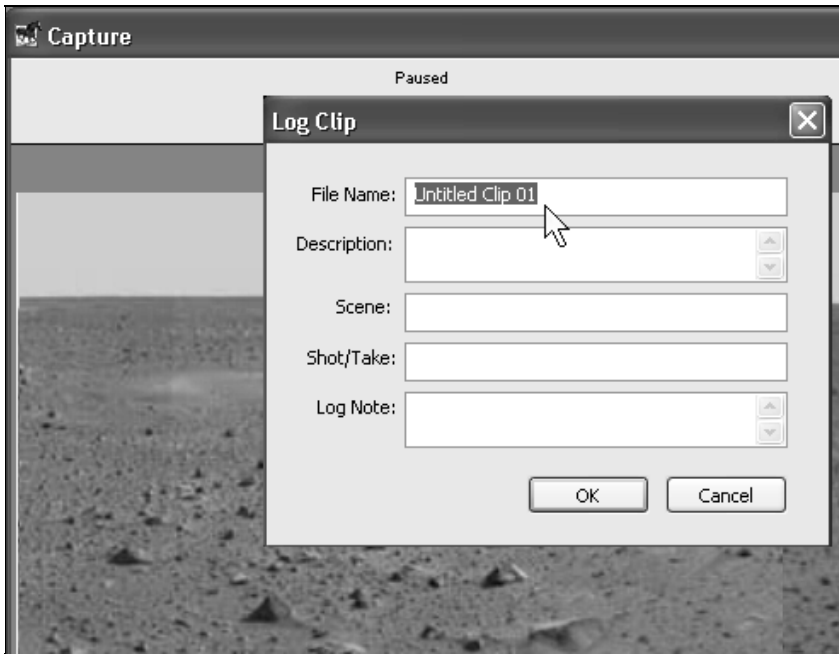 Capture
Paused
Log Clip
File Name: Untitled Clip 01
Description:
Scene:
Shot/Take:
Log Note:
OK Cancel